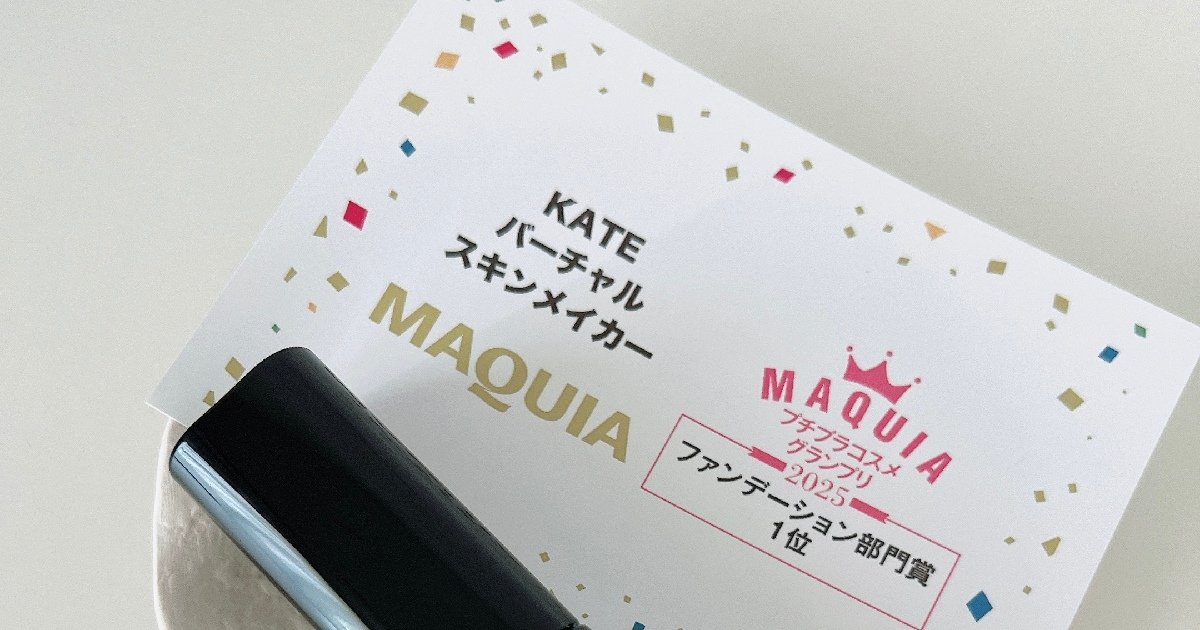 KATE
バーチャル
スキンメイカー
MAQUIA
MAQUIA
プチプラコスメ
グランプリ
2025
ファンデーション部門賞
1位